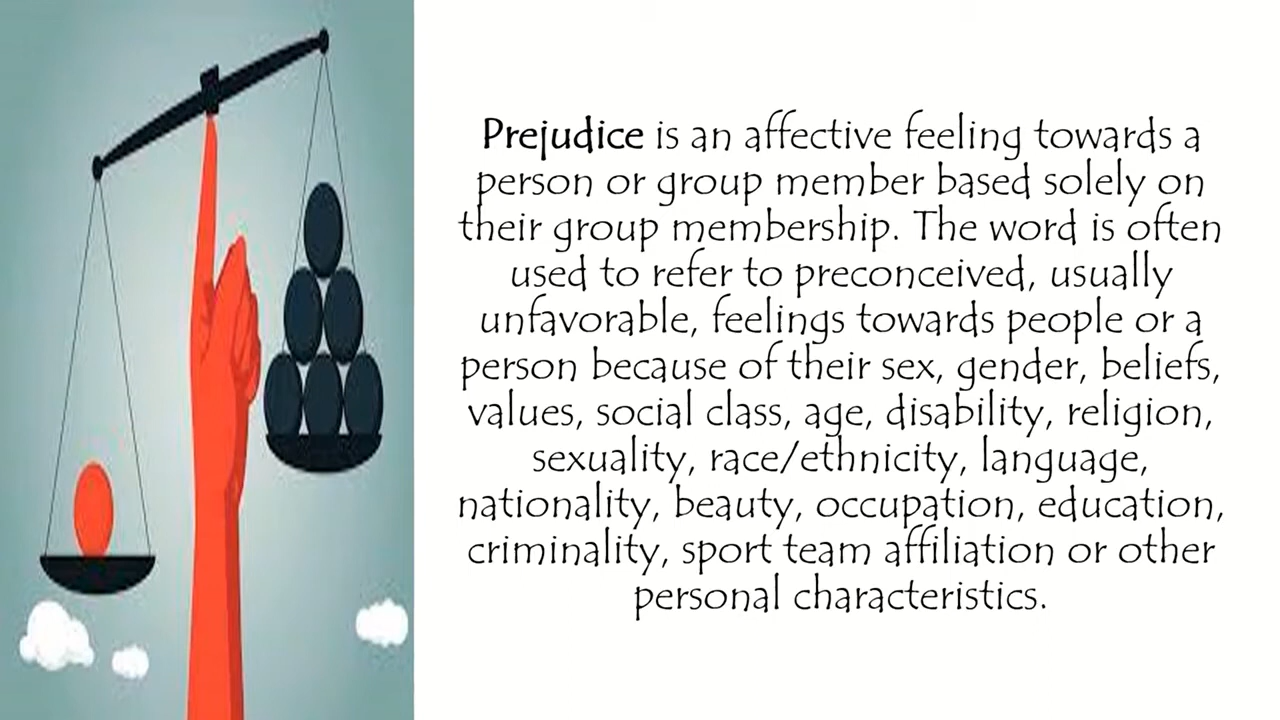 Prejudice is an affective feeling towards a
person or group member based solely on
their group membership. The word is often
used to refer to preconceived, usually
unfavorable, feelings towards people or a
person because of their sex, gender, beliefs,
values, social class, age, disability, religion,
sexuality, race/ethnicity, language,
nationality, beauty, occupation, education,
criminality, sport team affiliation or other
personal characteristics.